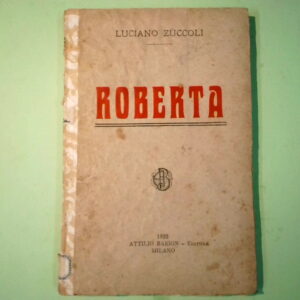 LUCIANO ZÙCCOLI
ROBERTA
ATTILIO BARION - EDITORE
MILANO